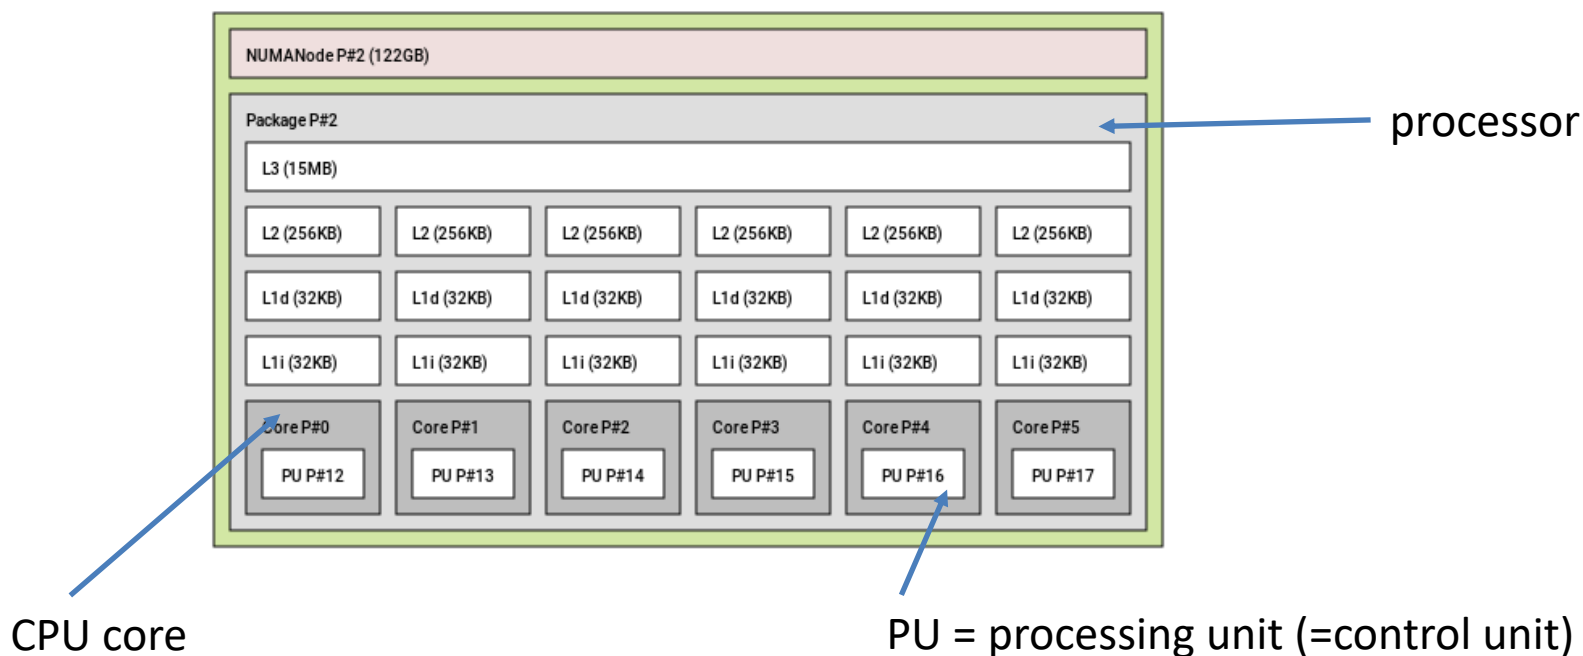 NUMANode P#2 (122GB)
Package P#2
processor
L3 (15MB)
L2 (256KB) L2 (256KB) L2 (256KB) L2 (256KB) L2 (256KB) L2 (256KB)
L1d (32KB) L1d (32KB) L1d (32KB) L1d (32KB) L1d (32KB) L1d (32KB)
L1i (32KB) L1i (32KB) L1i (32KB) L1i (32KB) L1i (32KB) L1i (32KB)
Core P#0 Core P#1 Core P#2 Core P#3 Core P#4 Core P#5
PU P#12 PU P#13 PU P#14 PU P#15 PU P#16 PU P#17
CPU core
PU = processing unit (=control unit)